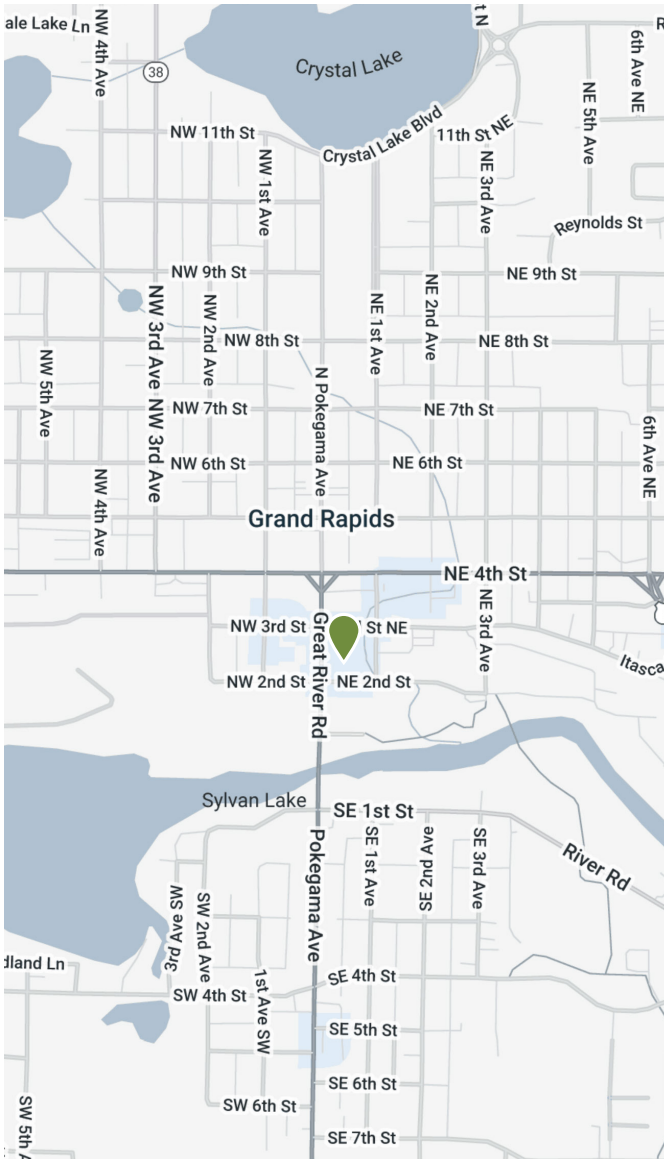 ale Lake Ln
NW 4th Ave
38
Crystal Lake
t N
R
6th Ave NE
NE 5th Ave
NW 11th St
Crystal Lake Blvd
11th St NE
NW 1st Ave
NE 3rd Ave
Reynolds St
NW 9th St
NE 9th St
NW 3rd Ave
NW 2nd Ave
NE 1st Ave
NE 2nd Ave
NW 8th St
NE 8th St
NW 5th Ave
N Pokegama Ave
NW 7th St
NE 7th St
NW 3rd Ave
6th Ave NE
NW 6th St
NE 6th St
NW 4th Ave
Grand Rapids
NE 4th St
NE 3rd Ave
NW 3rd St
Great River Rd
St NE
Itasca
NW 2nd St
NE 2nd St
Sylvan Lake
SE 1st St
Pokegama Ave
SE 1st Ave
SE 2nd Ave
SE 3rd Ave
River Rd
3rd Ave SW
SW 2nd Ave
dland Ln
1st Ave SW
SE 4th St
SW 4th St
SE 5th St
SE 6th St
SW 5th A
SW 6th St
SE 7th St